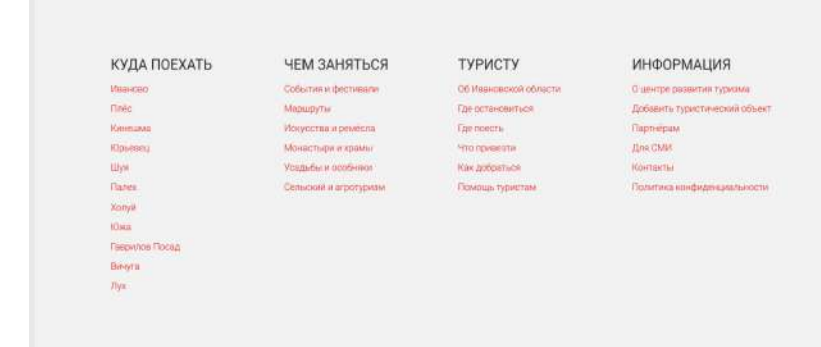 КУДА ПОЕХАТЬ
Иваново
Плёс
Кинешма
Юрьевец
Шуя
Палех
Холуй
Южа
Гаврилов Посад
Вичуга
Лух
ЧЕМ ЗАНЯТЬСЯ
События и фестивали
Маршруты
Искусства и ремёсла
Монастыри и храмы
Усадьбы и особняки
Сельский и агротуризм
ТУРИСТУ
Об Ивановской области
Где остановиться
Где поесть
Что привезти
Как добраться
Помощь туристам
ИНФОРМАЦИЯ
О центре развития туризма
Добавить туристический объект
Партнёрам
Для СМИ
Контакты
Политика конфиденциальности